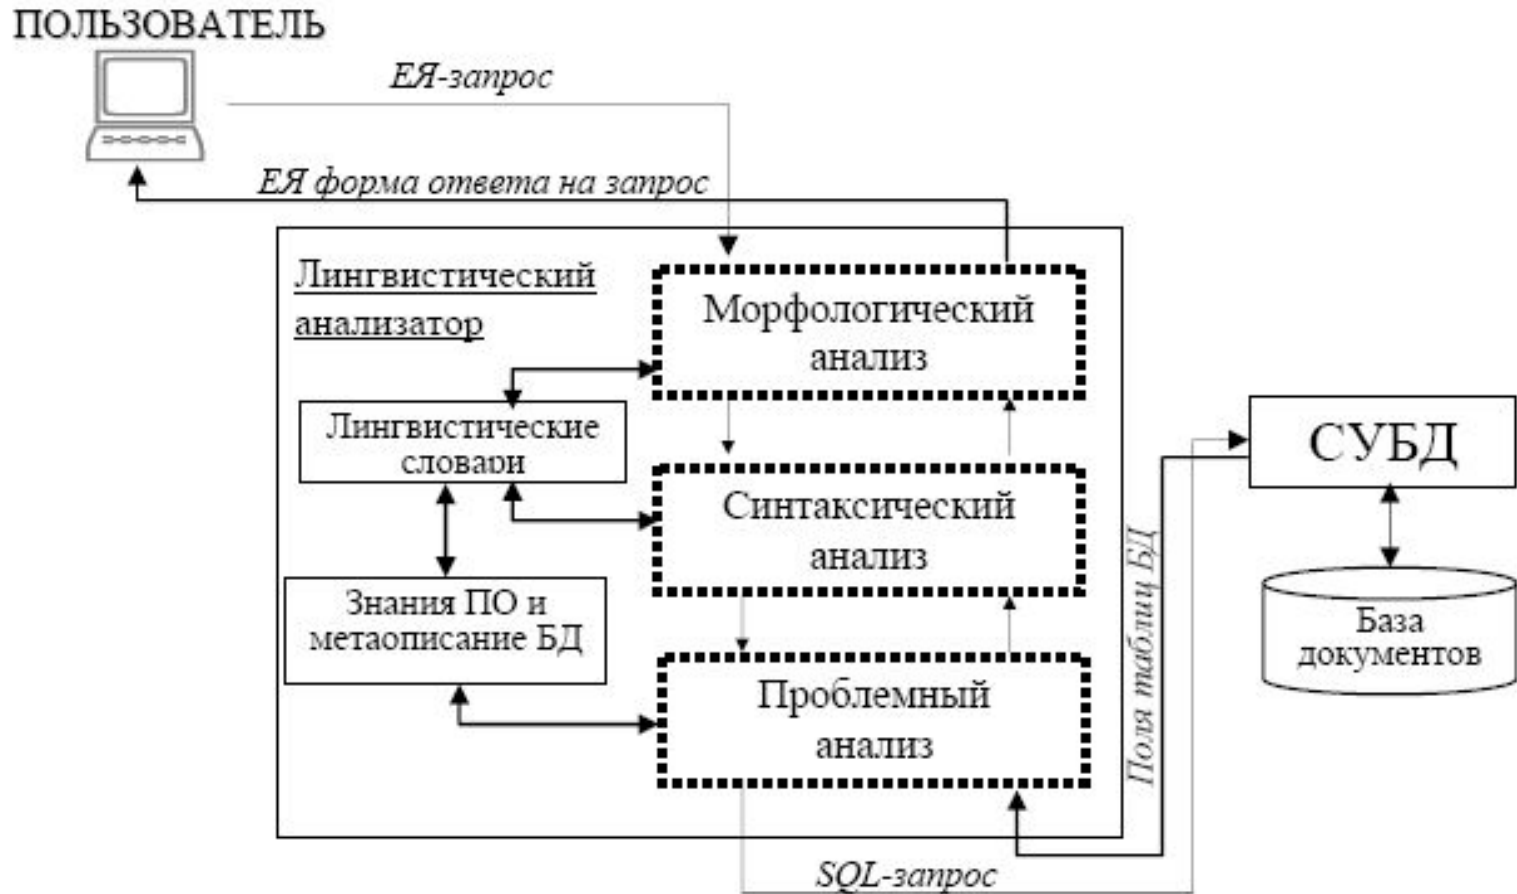 ПОЛЬЗОВАТЕЛЬ
ЕЯ-запрос
ЕЯ форма ответа на запрос
Лингвистический
анализатор
Морфологический
анализ
Лингвистические
словари
Синтаксический
анализ
Знания ПО и
метаописание БД
Проблемный
анализ
Поля таблиц БД
SQL-запрос
СУБД
База
документов